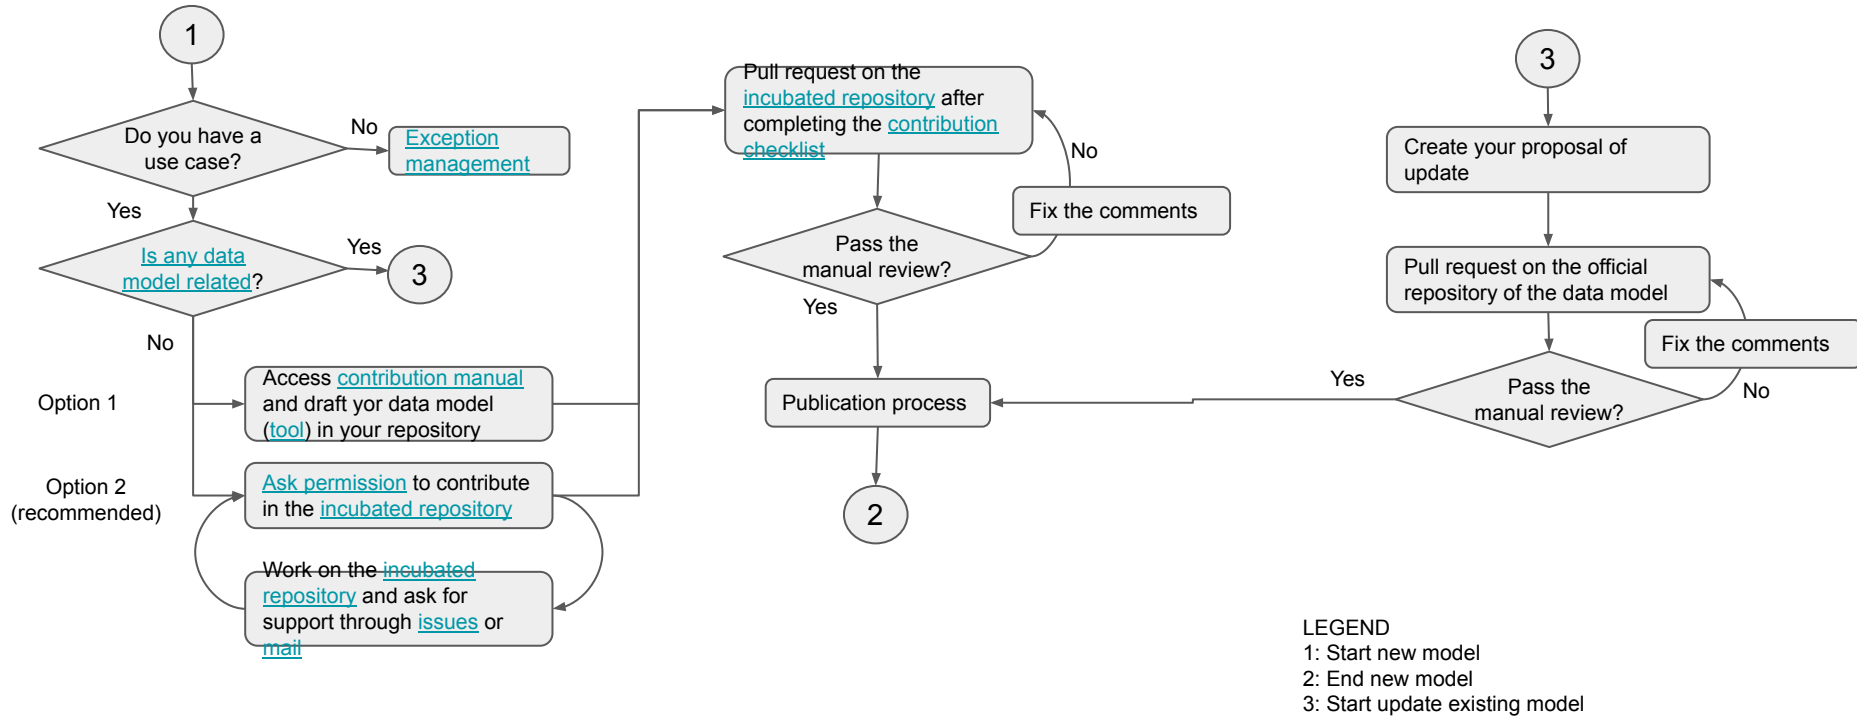 1
Do you have a
use case?
No
Exception
management
Yes
Is any data
model related?
Yes
3
No
Option 1
Access contribution manual
and draft yor data model
(tool) in your repository
Option 2
(recommended)
Ask permission to contribute
in the incubated repository
Work on the incubated
repository and ask for
support through issues or
mail
Pull request on the
incubated repository after
completing the contribution
checklist
No
Fix the comments
Pass the
manual review?
Yes
Publication process
2
3
Create your proposal of
update
Pull request on the official
repository of the data model
Fix the comments
No
Pass the
manual review?
Yes
LEGEND
1: Start new model
2: End new model
3: Start update existing model